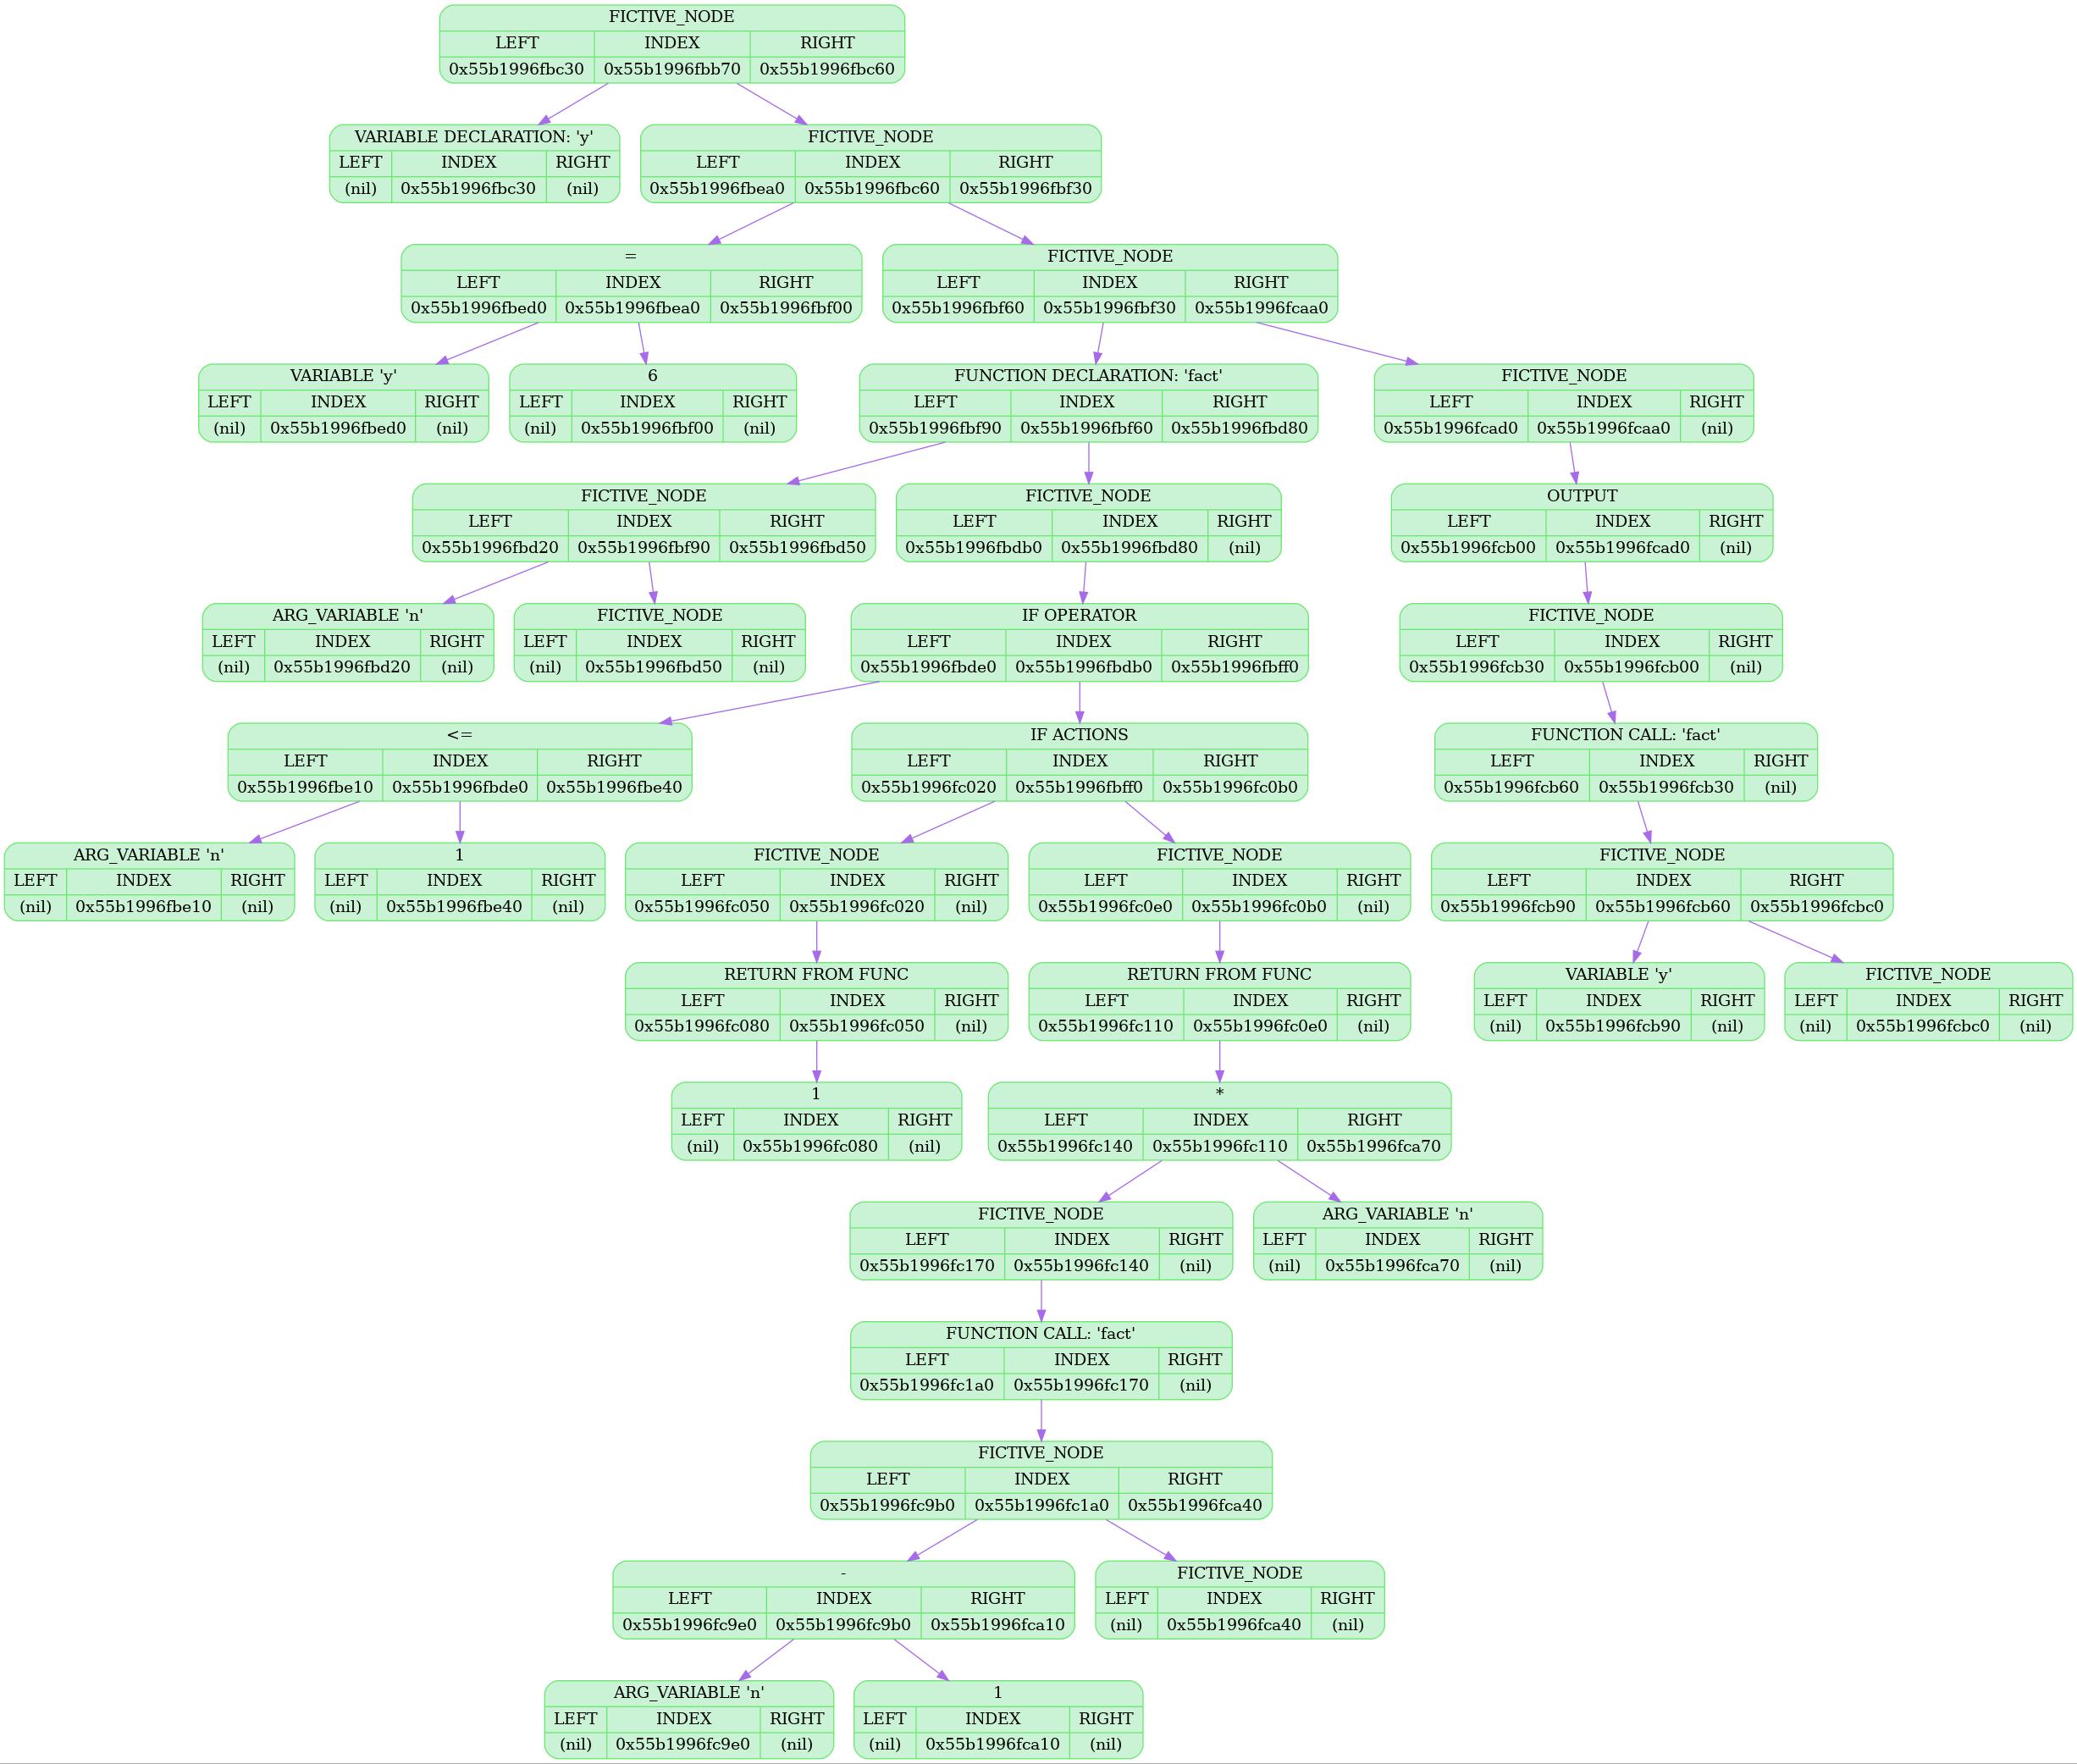 FICTIVE_NODE
LEFT INDEX RIGHT
0x55b1996fbc30 0x55b1996fbb70 0x55b1996fbc60
VARIABLE DECLARATION: 'y'
LEFT INDEX RIGHT
(nil) 0x55b1996fbc30 (nil)
FICTIVE_NODE
LEFT INDEX RIGHT
0x55b1996fbea0 0x55b1996fbc60 0x55b1996fbf30
=
LEFT INDEX RIGHT
0x55b1996fbed0 0x55b1996fbea0 0x55b1996fbf00
FICTIVE_NODE
LEFT INDEX RIGHT
0x55b1996fbf60 0x55b1996fbf30 0x55b1996fcaa0
VARIABLE 'y'
LEFT INDEX RIGHT
(nil) 0x55b1996fbed0 (nil)
6
LEFT INDEX RIGHT
(nil) 0x55b1996fbf00 (nil)
FUNCTION DECLARATION: 'fact'
LEFT INDEX RIGHT
0x55b1996fbf90 0x55b1996fbf60 0x55b1996fbd80
FICTIVE_NODE
LEFT INDEX RIGHT
0x55b1996fcad0 0x55b1996fcaa0 (nil)
FICTIVE_NODE
LEFT INDEX RIGHT
0x55b1996fbd20 0x55b1996fbf90 0x55b1996fbd50
FICTIVE_NODE
LEFT INDEX RIGHT
0x55b1996fbdb0 0x55b1996fbd80 (nil)
OUTPUT
LEFT INDEX RIGHT
0x55b1996fcb00 0x55b1996fcad0 (nil)
ARG_VARIABLE 'n'
LEFT INDEX RIGHT
(nil) 0x55b1996fbd20 (nil)
FICTIVE_NODE
LEFT INDEX RIGHT
(nil) 0x55b1996fbd50 (nil)
IF OPERATOR
LEFT INDEX RIGHT
0x55b1996fbde0 0x55b1996fbdb0 0x55b1996fbff0
FICTIVE_NODE
LEFT INDEX RIGHT
0x55b1996fcb30 0x55b1996fcb00 (nil)
<=
LEFT INDEX RIGHT
0x55b1996fbe10 0x55b1996fbde0 0x55b1996fbe40
IF ACTIONS
LEFT INDEX RIGHT
0x55b1996fc020 0x55b1996fbff0 0x55b1996fc0b0
FUNCTION CALL: 'fact'
LEFT INDEX RIGHT
0x55b1996fcb60 0x55b1996fcb30 (nil)
ARG_VARIABLE 'n'
LEFT INDEX RIGHT
(nil) 0x55b1996fbe10 (nil)
1
LEFT INDEX RIGHT
(nil) 0x55b1996fbe40 (nil)
FICTIVE_NODE
LEFT INDEX RIGHT
0x55b1996fc050 0x55b1996fc020 (nil)
FICTIVE_NODE
LEFT INDEX RIGHT
0x55b1996fc0e0 0x55b1996fc0b0 (nil)
FICTIVE_NODE
LEFT INDEX RIGHT
0x55b1996fcb90 0x55b1996fcb60 0x55b1996fcbc0
RETURN FROM FUNC
LEFT INDEX RIGHT
0x55b1996fc080 0x55b1996fc050 (nil)
RETURN FROM FUNC
LEFT INDEX RIGHT
0x55b1996fc110 0x55b1996fc0e0 (nil)
VARIABLE 'y'
LEFT INDEX RIGHT
(nil) 0x55b1996fcb90 (nil)
FICTIVE_NODE
LEFT INDEX RIGHT
(nil) 0x55b1996fcbc0 (nil)
1
LEFT INDEX RIGHT
(nil) 0x55b1996fc080 (nil)
*
LEFT INDEX RIGHT
0x55b1996fc140 0x55b1996fc110 0x55b1996fca70
FICTIVE_NODE
LEFT INDEX RIGHT
0x55b1996fc170 0x55b1996fc140 (nil)
ARG_VARIABLE 'n'
LEFT INDEX RIGHT
(nil) 0x55b1996fca70 (nil)
FUNCTION CALL: 'fact'
LEFT INDEX RIGHT
0x55b1996fc1a0 0x55b1996fc170 (nil)
FICTIVE_NODE
LEFT INDEX RIGHT
0x55b1996fc9b0 0x55b1996fc1a0 0x55b1996fca40
-
LEFT INDEX RIGHT
0x55b1996fc9e0 0x55b1996fc9b0 0x55b1996fca10
FICTIVE_NODE
LEFT INDEX RIGHT
(nil) 0x55b1996fca40 (nil)
ARG_VARIABLE 'n'
LEFT INDEX RIGHT
(nil) 0x55b1996fc9e0 (nil)
1
LEFT INDEX RIGHT
(nil) 0x55b1996fca10 (nil)